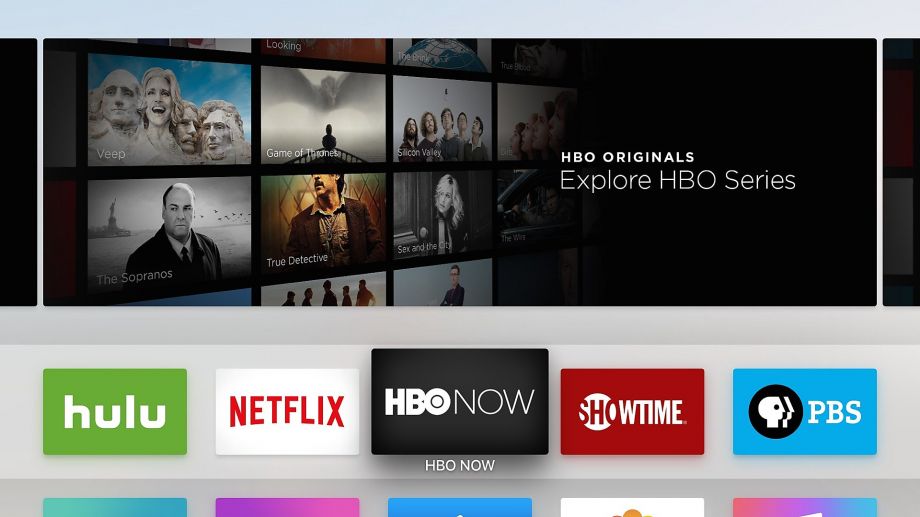 Looking
The Brink
True Blood
Veep
Game of Thrones
Silicon Valley
Girls
HBO ORIGINALS
Explore HBO Series
The Sopranos
True Detective
Sex and the City
The Wire
hulu
NETFLIX
HBO NOW
SHOWTIME
PBS
HBO NOW